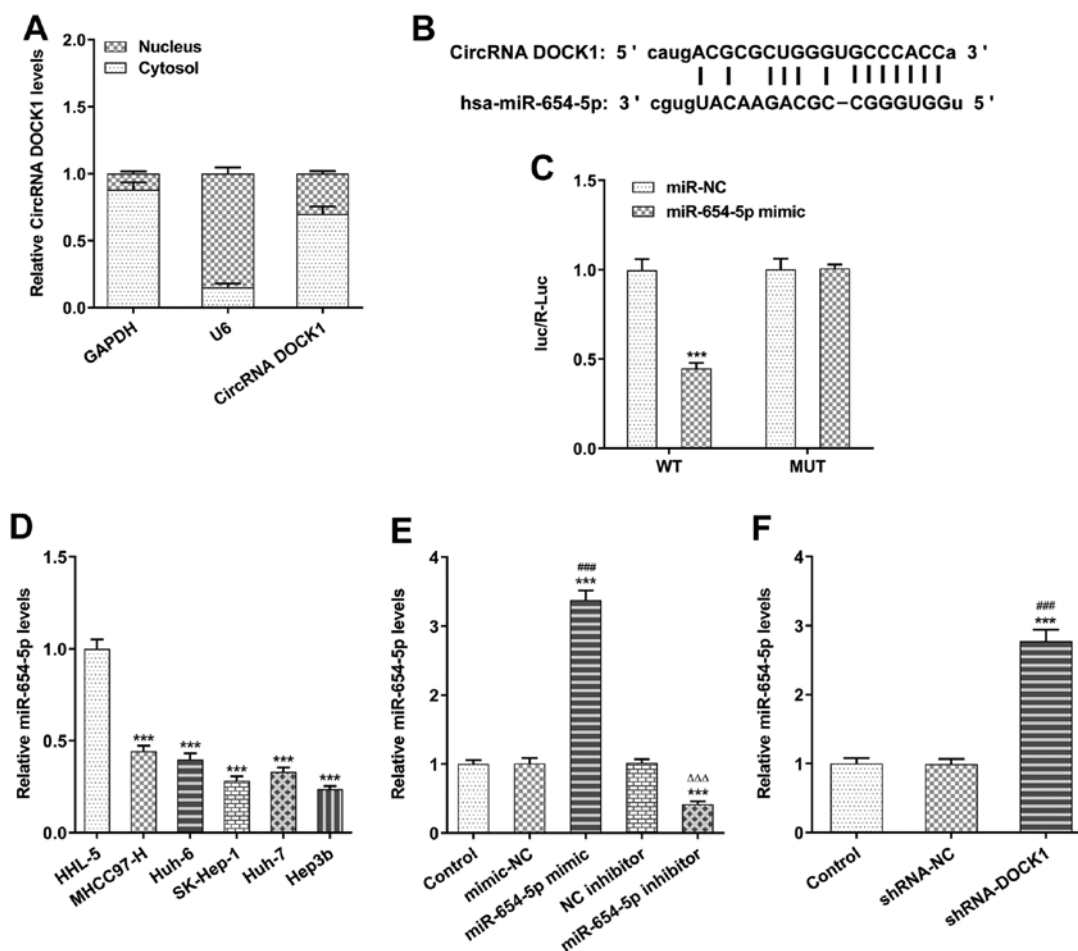 A
Relative CircRNA DOCK1 levels
2.0
1.5
1.0
0.5
0.0
Nucleus
Cytosol
GAPDH
U6
CircRNA DOCK1
B
CircRNA DOCK1: 5 ' caugACGCGCUGGGUGCCCACCa 3 '
hsa-miR-654-5p: 3 ' cgugUACAAGACGC–CGGGUGGu 5 '
C
luc/R-Luc
1.5
1.0
0.5
0.0
miR-NC
miR-654-5p mimic
***
WT
MUT
D
Relative miR-654-5p levels
1.5
1.0
0.5
0.0
***
***
***
***
***
HHL-5
MHCC97-H
Huh-6
SK-Hep-1
Huh-7
Hep3b
E
Relative miR-654-5p levels
4
3
2
1
0
###
***
ΔΔΔ
***
Control
mimic-NC
miR-654-5p mimic
NC inhibitor
miR-654-5p inhibitor
F
Relative miR-654-5p levels
4
3
2
1
0
###
***
Control
shRNA-NC
shRNA-DOCK1